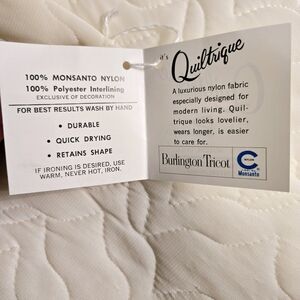 100% MONSANTO NYLON
100% Polyester Interlining
EXCLUSIVE OF DECORATION
FOR BEST RESULTS WASH BY HAND
• DURABLE
• QUICK DRYING
• RETAINS SHAPE
IF IRONING IS DESIRED, USE
WARM, NEVER HOT, IRON.
it's
Quiltrique
A luxurious nylon fabric
especially designed for
modern living. Quil-
trique looks lovelier,
wears longer, is easier
to care for.
Burlington Tricot
Monsanto